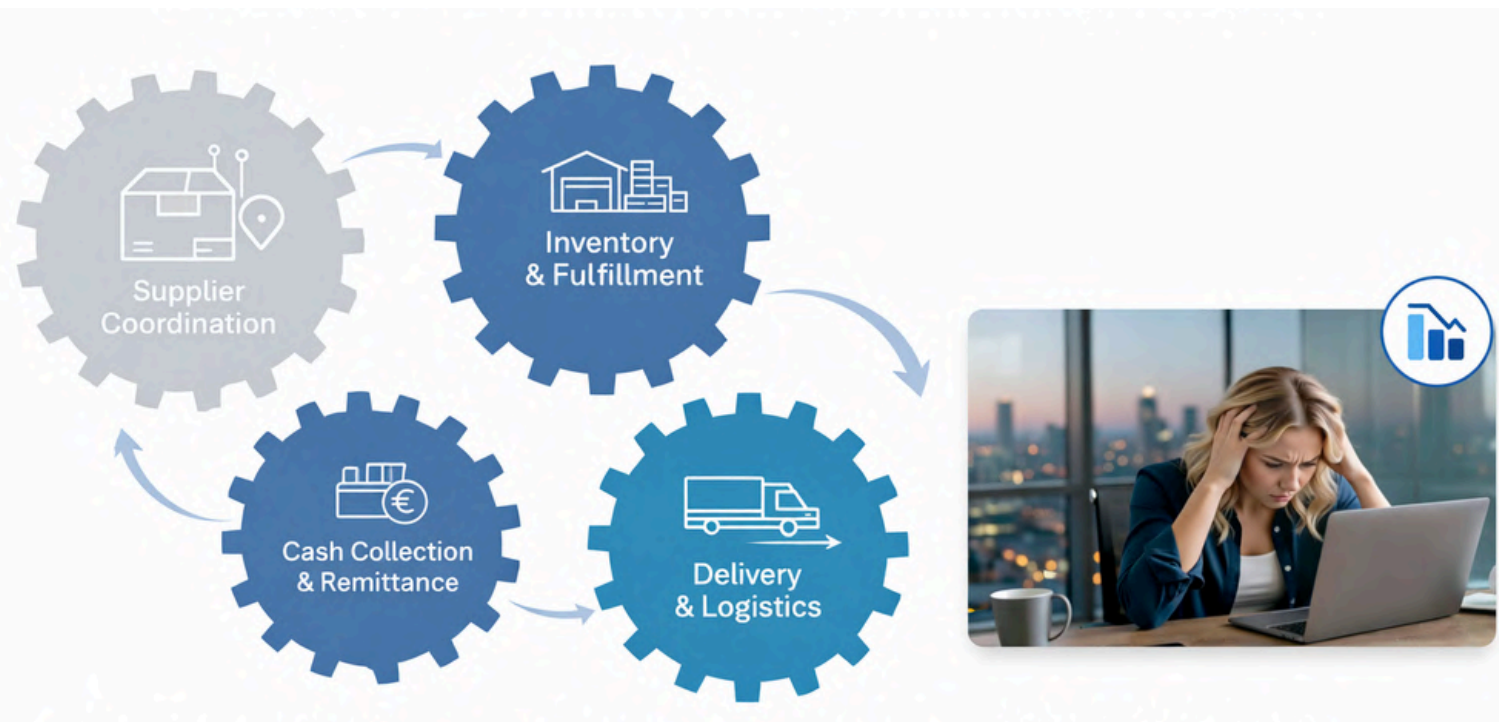 Supplier
Coordination
Inventory
& Fulfillment
Cash Collection
& Remittance
€
Delivery
& Logistics